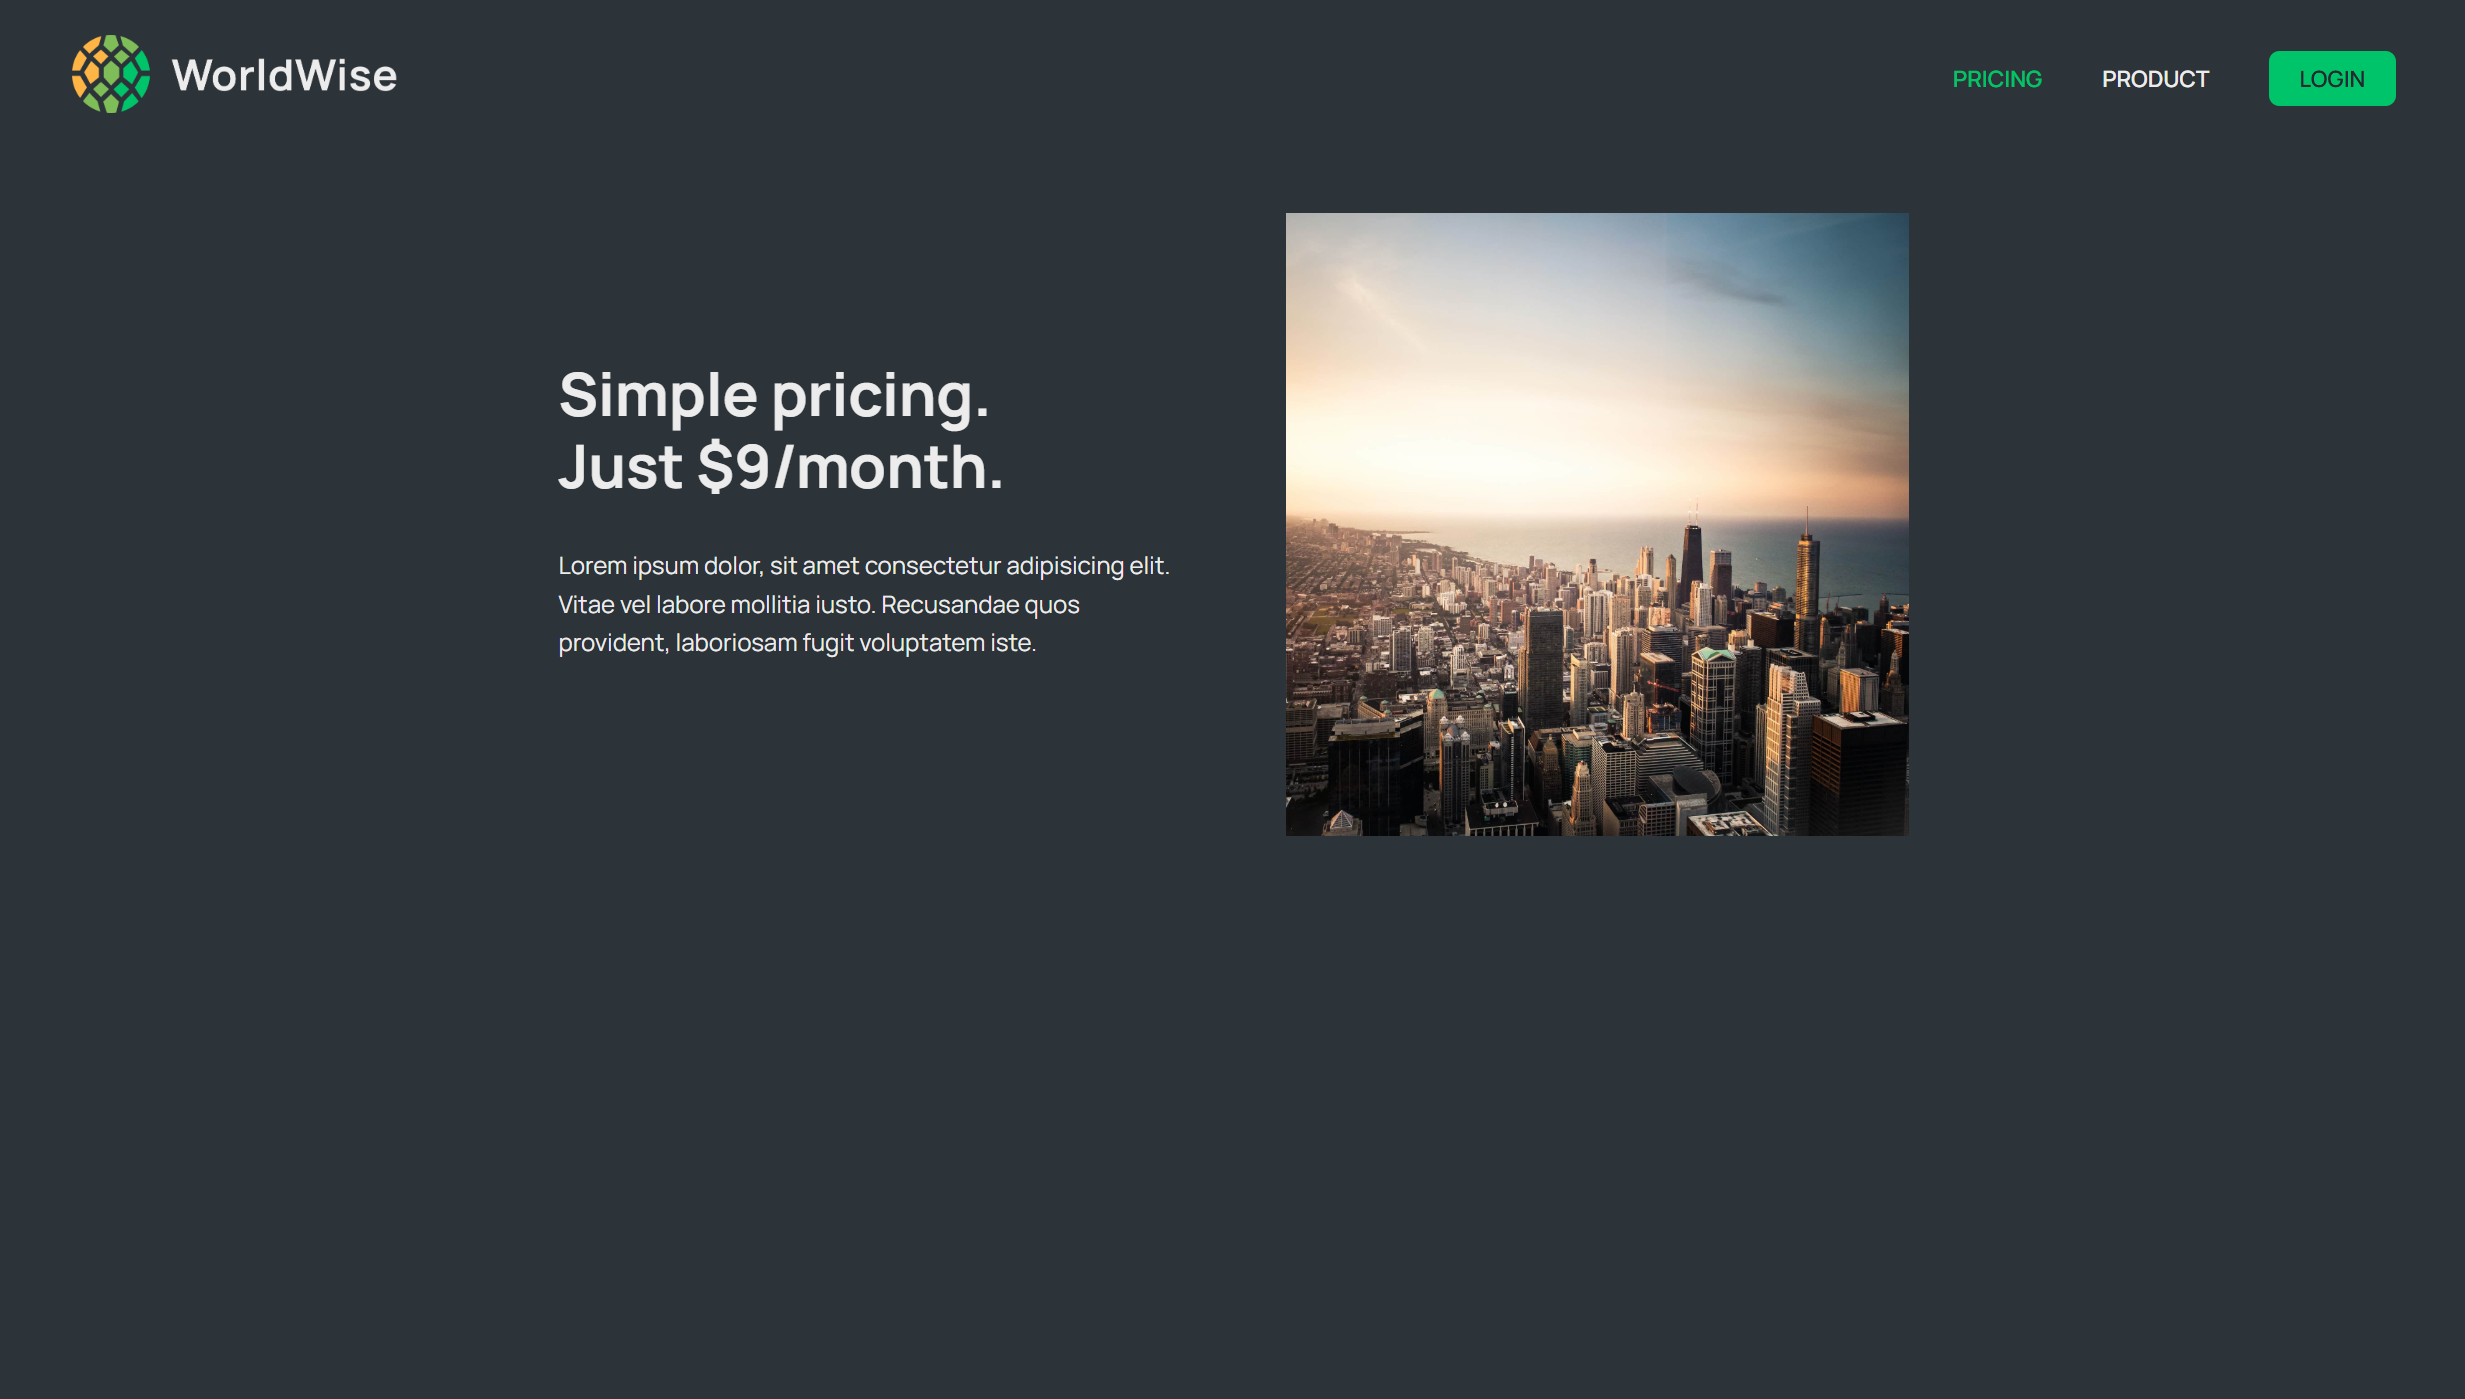 WorldWise
PRICING
PRODUCT
LOGIN
Simple pricing.
Just $9/month.
Lorem ipsum dolor, sit amet consectetur adipisicing elit.
Vitae vel labore mollitia iusto. Recusandae quos
provident, laboriosam fugit voluptatem iste.